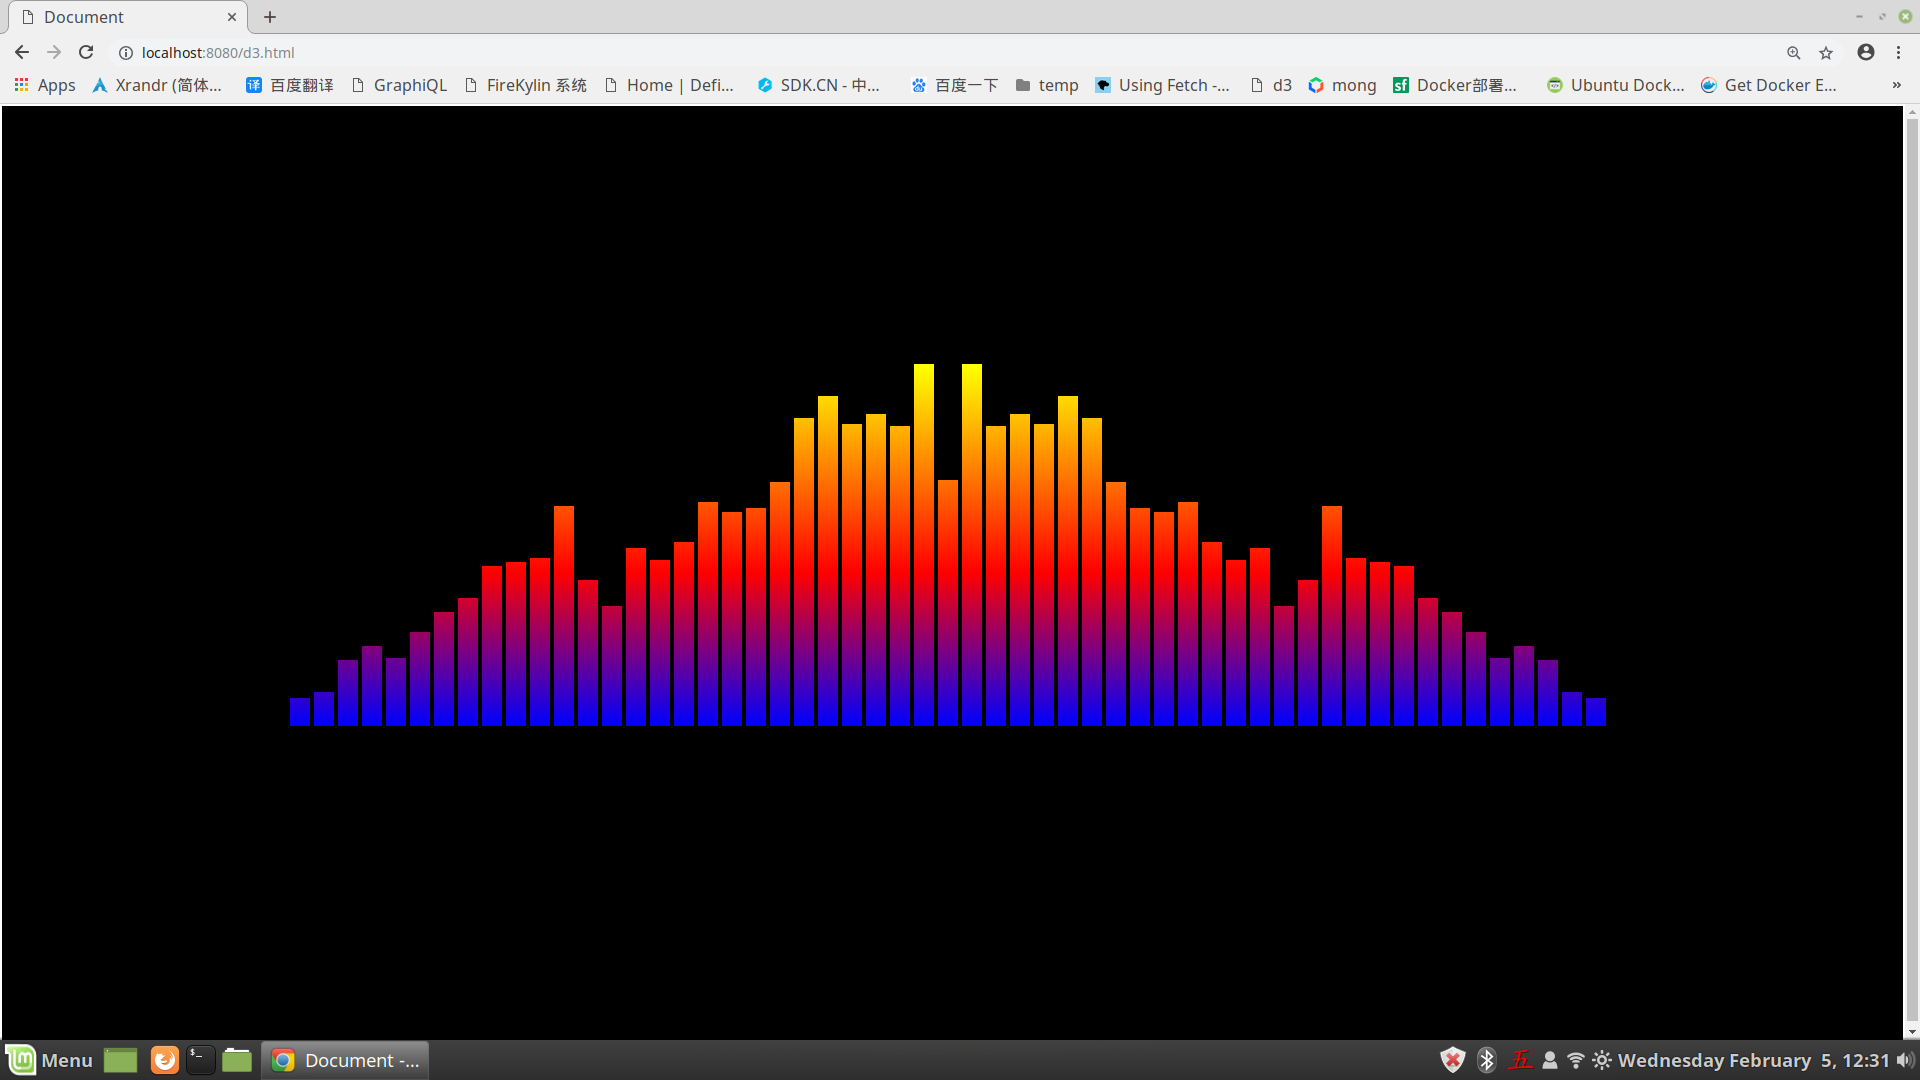 Document
localhost:8080/d3.html
Apps Xrandr (简体... 百度翻译 GraphiQL FireKylin 系统 Home | Defi... SDK.CN - 中... 百度一下 temp Using Fetch -... d3 mong Docker部署... Ubuntu Dock... Get Docker E... »
Menu Document -... 五 Wednesday February 5, 12:31